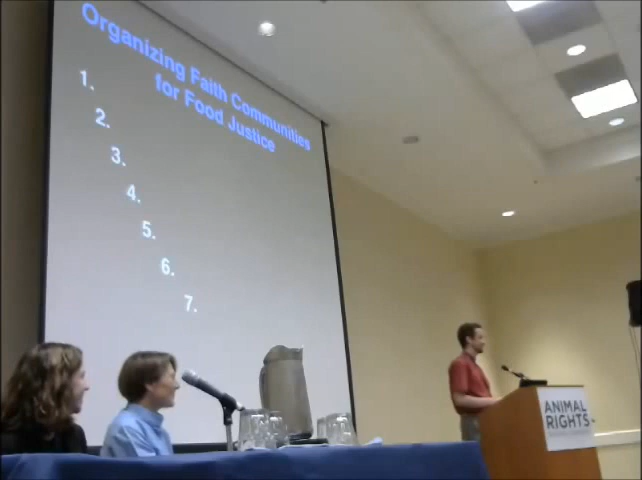 Organizing Faith Communities
for Food Justice
1.
2.
3.
4.
5.
6.
7.
ANIMAL
RIGHTS